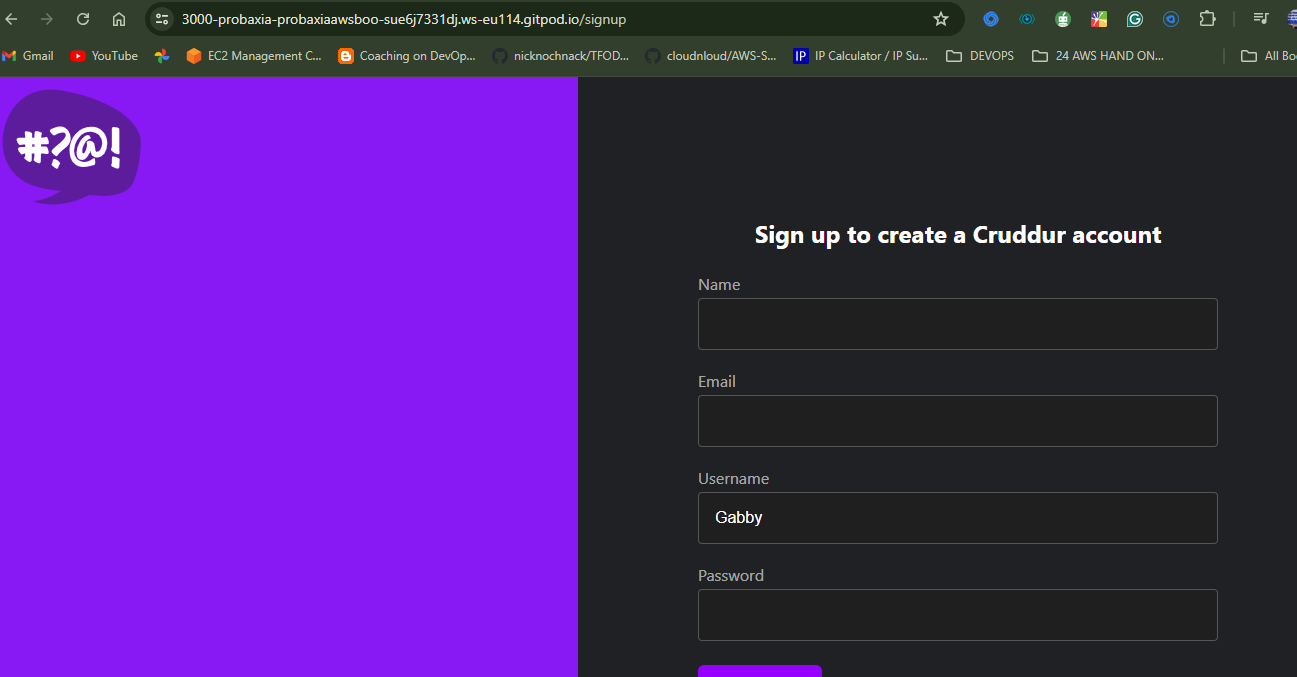 3000-probaxia-probaxiaawsboo-sue6j7331dj.ws-eu114.gitpod.io/signup
Gmail YouTube EC2 Management C... Coaching on DevOp... nicknochnack/TFOD... cloudnloud/AWS-S... IP IP Calculator / IP Su... DEVOPS 24 AWS HAND ON... All Bo
#?@!
Sign up to create a Cruddur account
Name
Email
Username
Gabby
Password